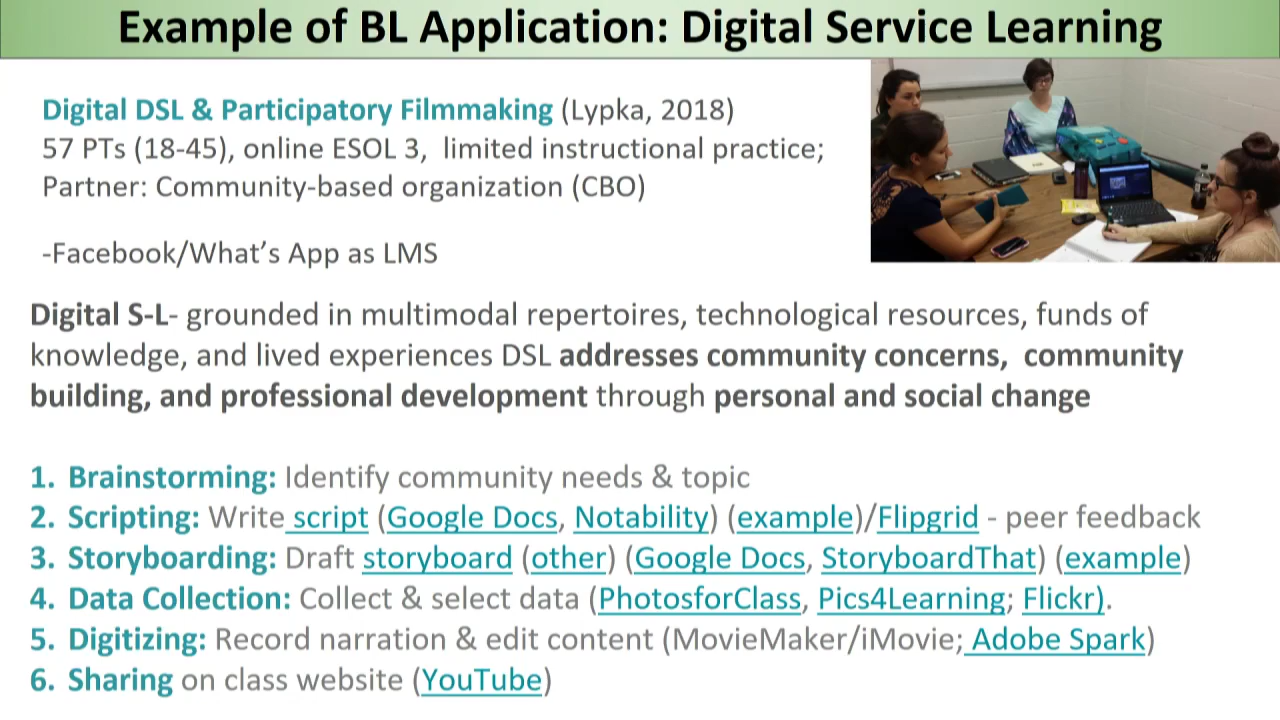 Example of BL Application: Digital Service Learning
Digital DSL & Participatory Filmmaking (Lypka, 2018)
57 PTs (18-45), online ESOL 3,  limited instructional practice;
Partner: Community-based organization (CBO)
-Facebook/What’s App as LMS
Digital S-L- grounded in multimodal repertoires, technological resources, funds of
knowledge, and lived experiences DSL addresses community concerns,  community
building, and professional development through personal and social change
1. Brainstorming: Identify community needs & topic
2. Scripting: Write script (Google Docs, Notability) (example)/Flipgrid - peer feedback
3. Storyboarding: Draft storyboard (other) (Google Docs, StoryboardThat) (example)
4. Data Collection: Collect & select data (PhotosforClass, Pics4Learning; Flickr).
5. Digitizing: Record narration & edit content (MovieMaker/iMovie; Adobe Spark)
6. Sharing on class website (YouTube)